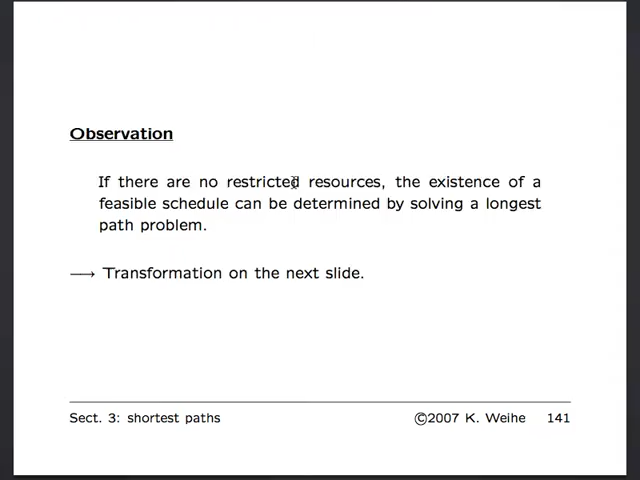 Observation
If there are no restricted resources, the existence of a
feasible schedule can be determined by solving a longest
path problem.
⟶ Transformation on the next slide.
Sect. 3: shortest paths ©2007 K. Weihe 141